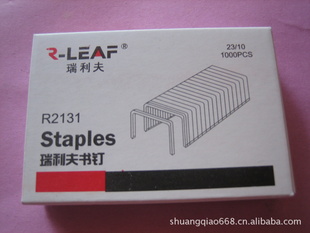 R-LEAF®
瑞利夫
23/10
1000PCS
R2131
Staples
瑞利夫书钉
shuangqiao668.cn.alibaba.com